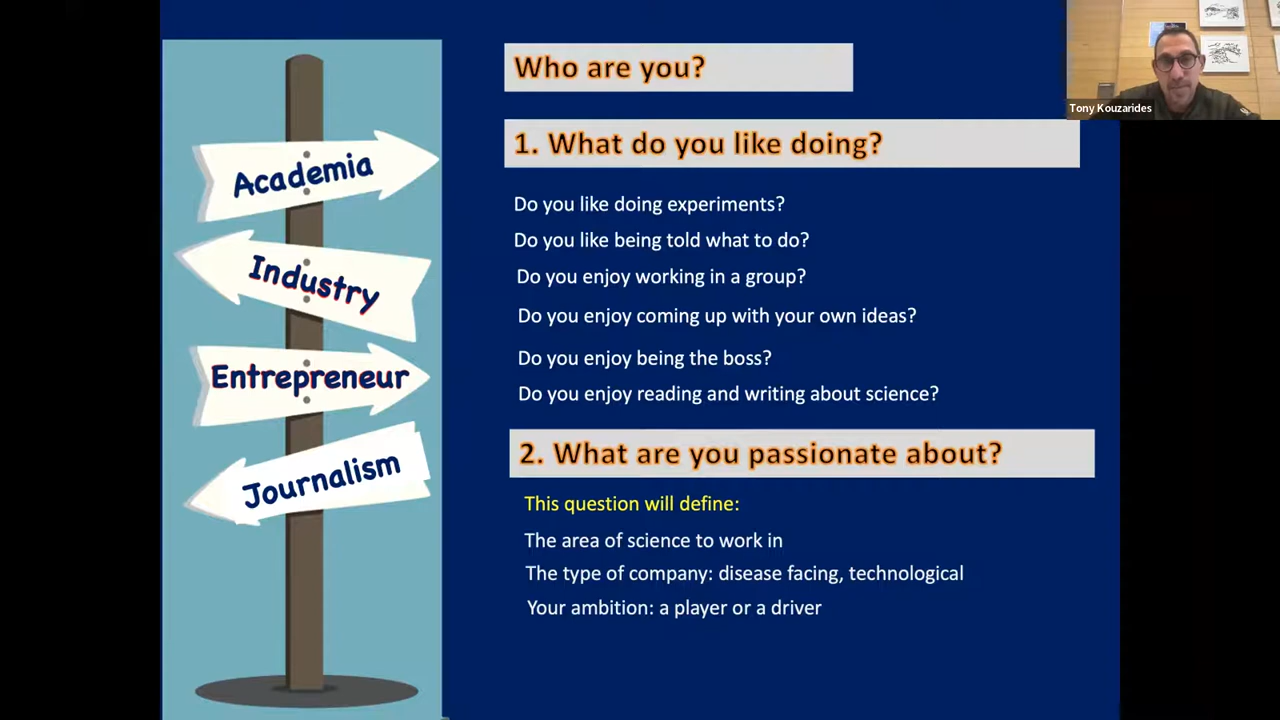 Academia
Industry
Entrepreneur
Journalism
Who are you?
1. What do you like doing?
Do you like doing experiments?
Do you like being told what to do?
Do you enjoy working in a group?
Do you enjoy coming up with your own ideas?
Do you enjoy being the boss?
Do you enjoy reading and writing about science?
2. What are you passionate about?
This question will define:
The area of science to work in
The type of company: disease facing, technological
Your ambition: a player or a driver
Tony Kouzarides